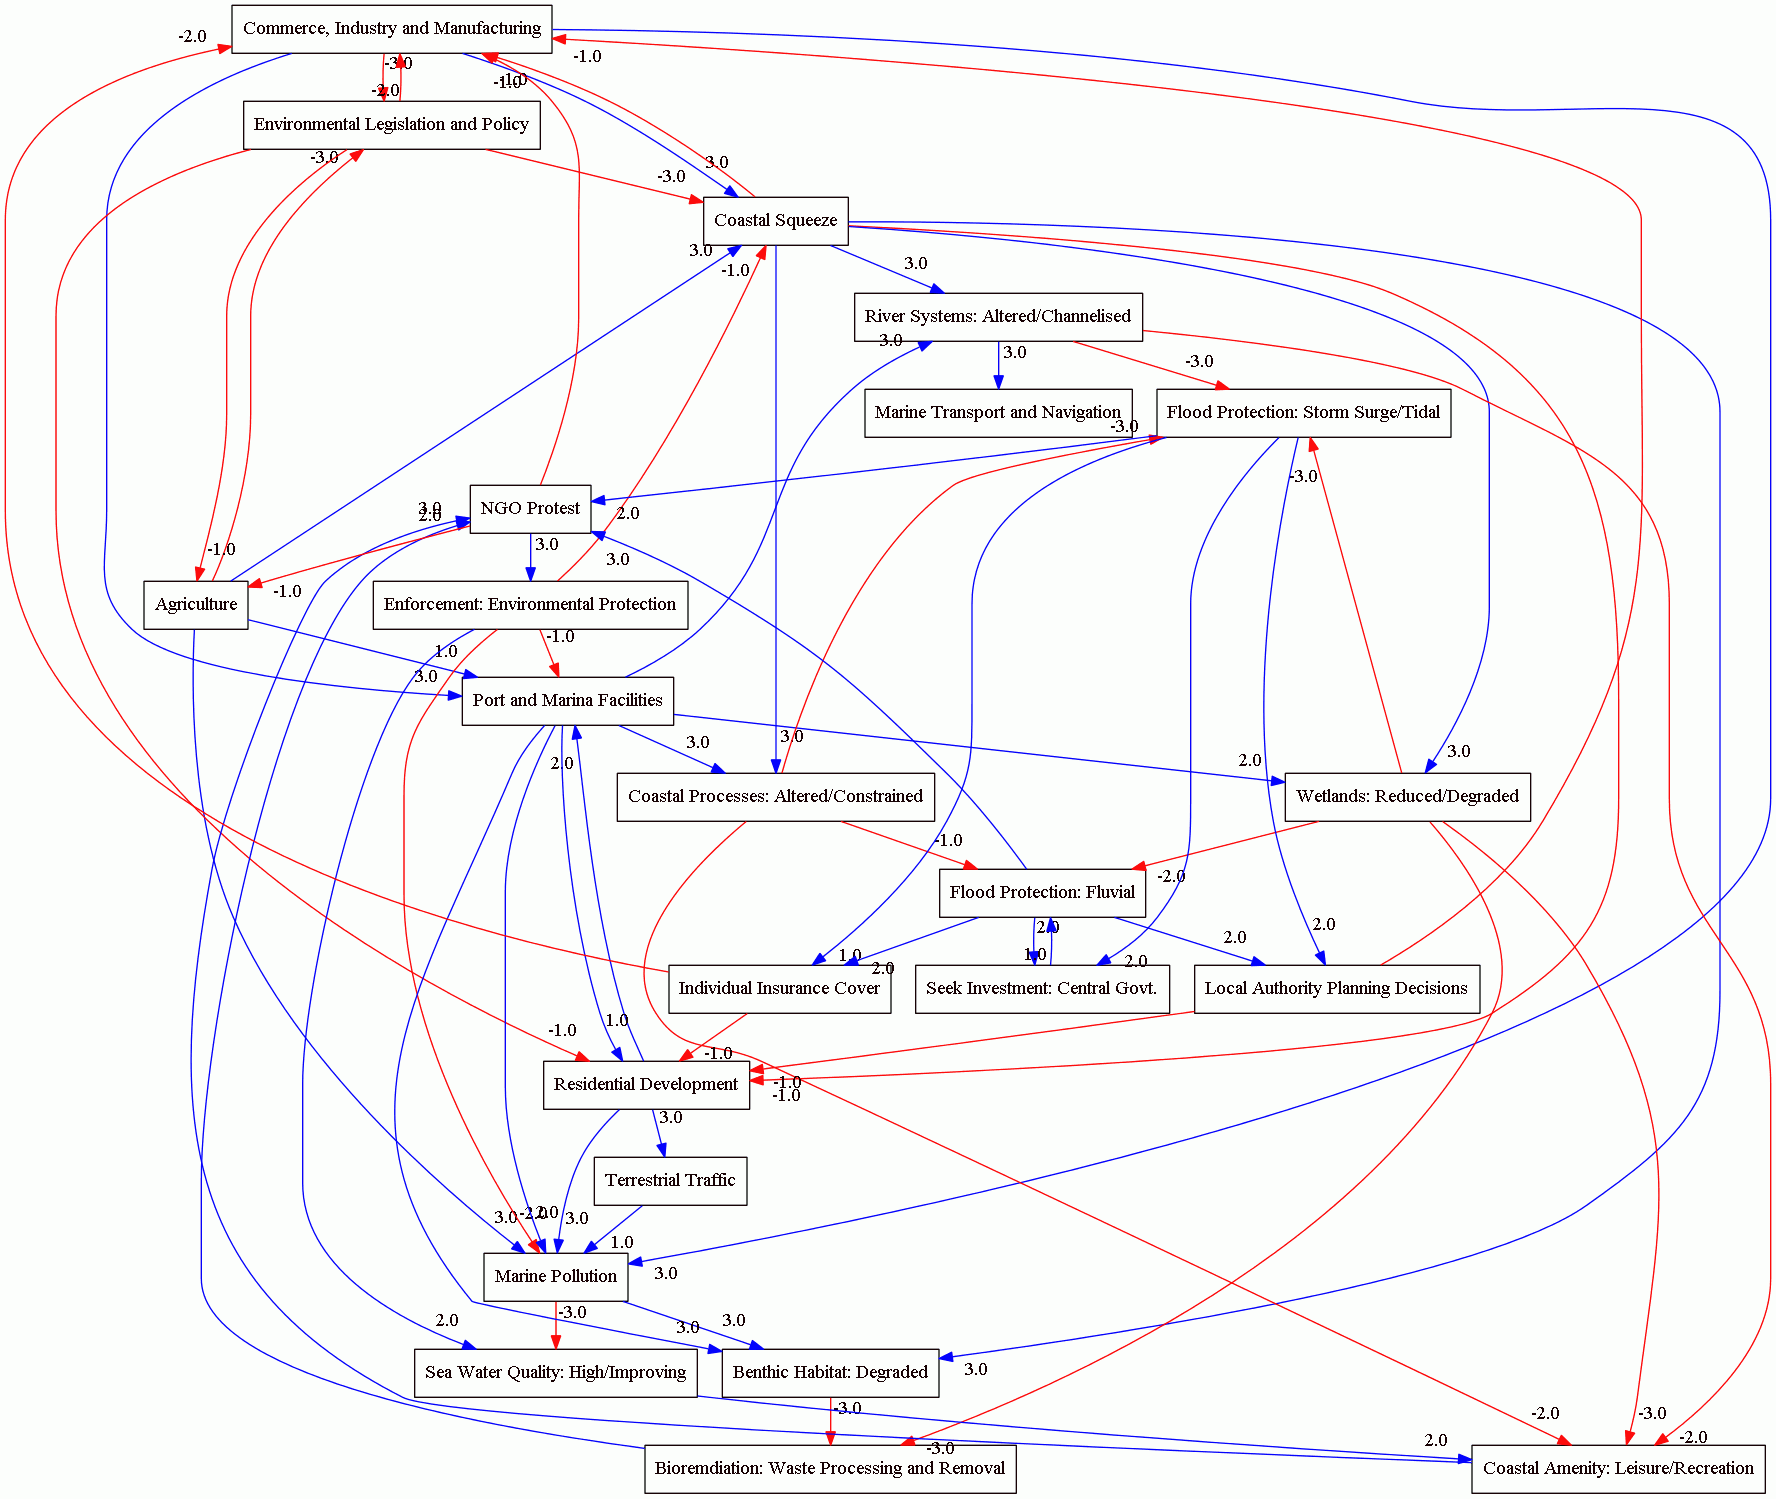 Commerce, Industry and Manufacturing
-2.0
-1.0
-3.0
-1.0
-1.0
-2.0
Environmental Legislation and Policy
-3.0
3.0
-3.0
Coastal Squeeze
3.0
-1.0
3.0
River Systems: Altered/Channelised
3.0
3.0
-3.0
Marine Transport and Navigation
Flood Protection: Storm Surge/Tidal
-3.0
-3.0
NGO Protest
3.0
2.0
2.0
3.0
-1.0
3.0
-1.0
Agriculture
Enforcement: Environmental Protection
-1.0
1.0
3.0
Port and Marina Facilities
3.0
3.0
3.0
2.0
2.0
Coastal Processes: Altered/Constrained
Wetlands: Reduced/Degraded
-1.0
-2.0
Flood Protection: Fluvial
2.0
2.0
2.0
1.0
1.0
2.0
2.0
Individual Insurance Cover
Seek Investment: Central Govt.
Local Authority Planning Decisions
-1.0
1.0
-1.0
-1.0
-1.0
Residential Development
3.0
Terrestrial Traffic
3.0
-2.0
2.0
3.0
1.0
3.0
Marine Pollution
-3.0
2.0
3.0
3.0
Sea Water Quality: High/Improving
Benthic Habitat: Degraded
3.0
-3.0
-2.0
-3.0
-2.0
-3.0
2.0
Bioremdiation: Waste Processing and Removal
Coastal Amenity: Leisure/Recreation